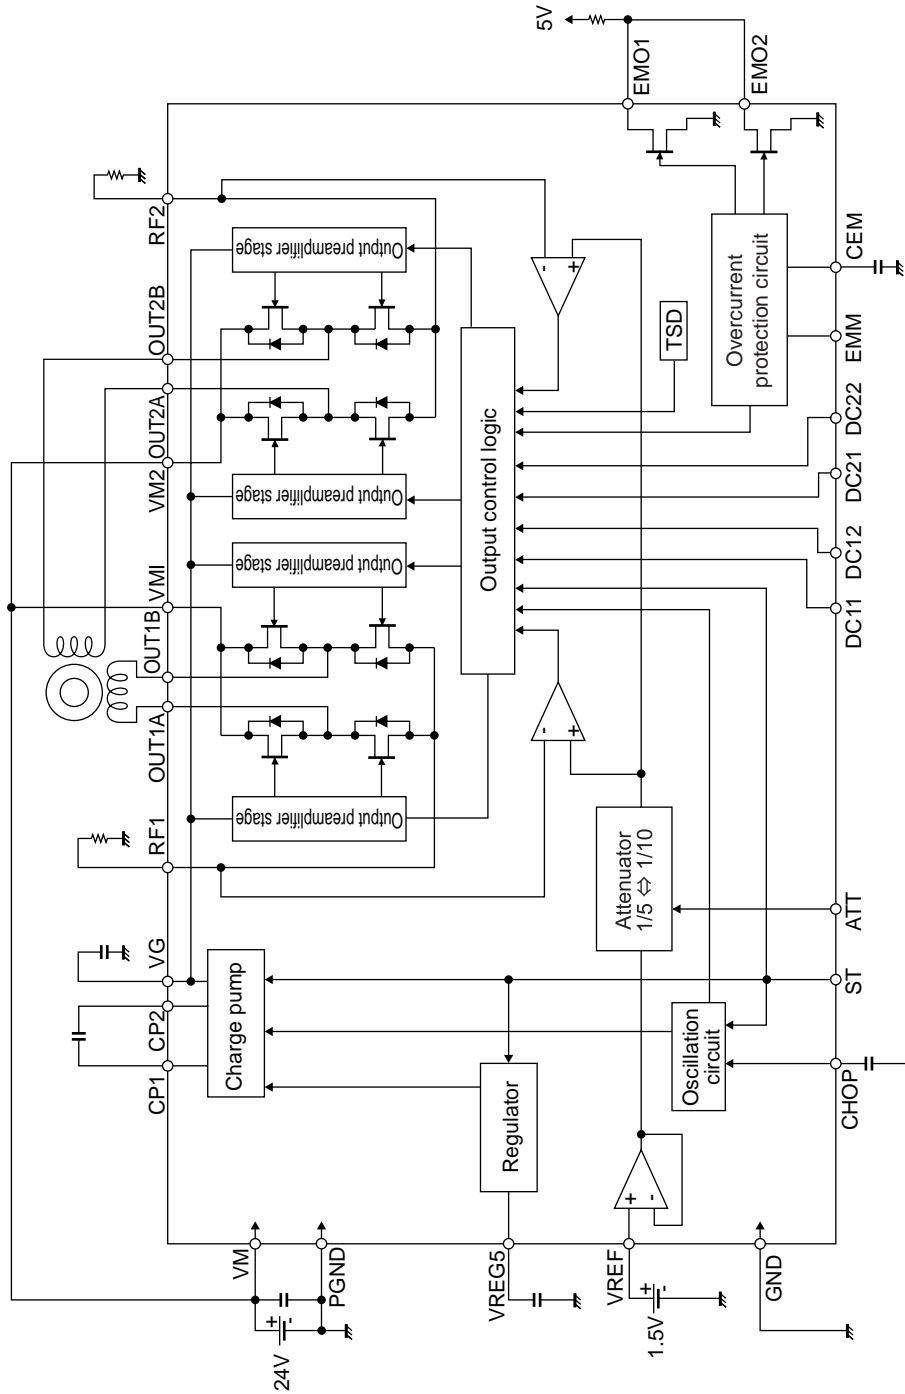 CP1
CP2
VG
RF1
OUT1A
OUT1B
VMI
VM2
OUT2A
OUT2B
RF2
VM
24V
+
-
PGND
Charge pump
Output preamplifier stage
Output preamplifier stage
Output preamplifier stage
Output preamplifier stage
5V
EMO1
EMO2
VREG5
Regulator
Output control logic
-
+
-
+
TSD
VREF
1.5V
+
-
+
-
Oscillation
circuit
Attenuator
1/5 ⇔ 1/10
Overcurrent
protection circuit
GND
CHOP
ST
ATT
DC11
DC12
DC21
DC22
EMM
CEM